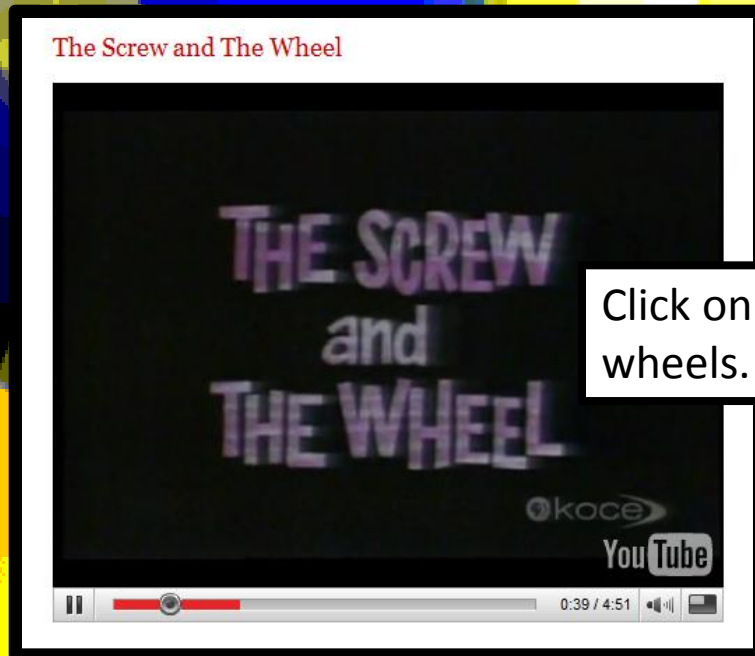 The Screw and The Wheel
THE SCREW
and
THE WHEEL
Click on
wheels.
koce
YouTube
0:39 / 4:51